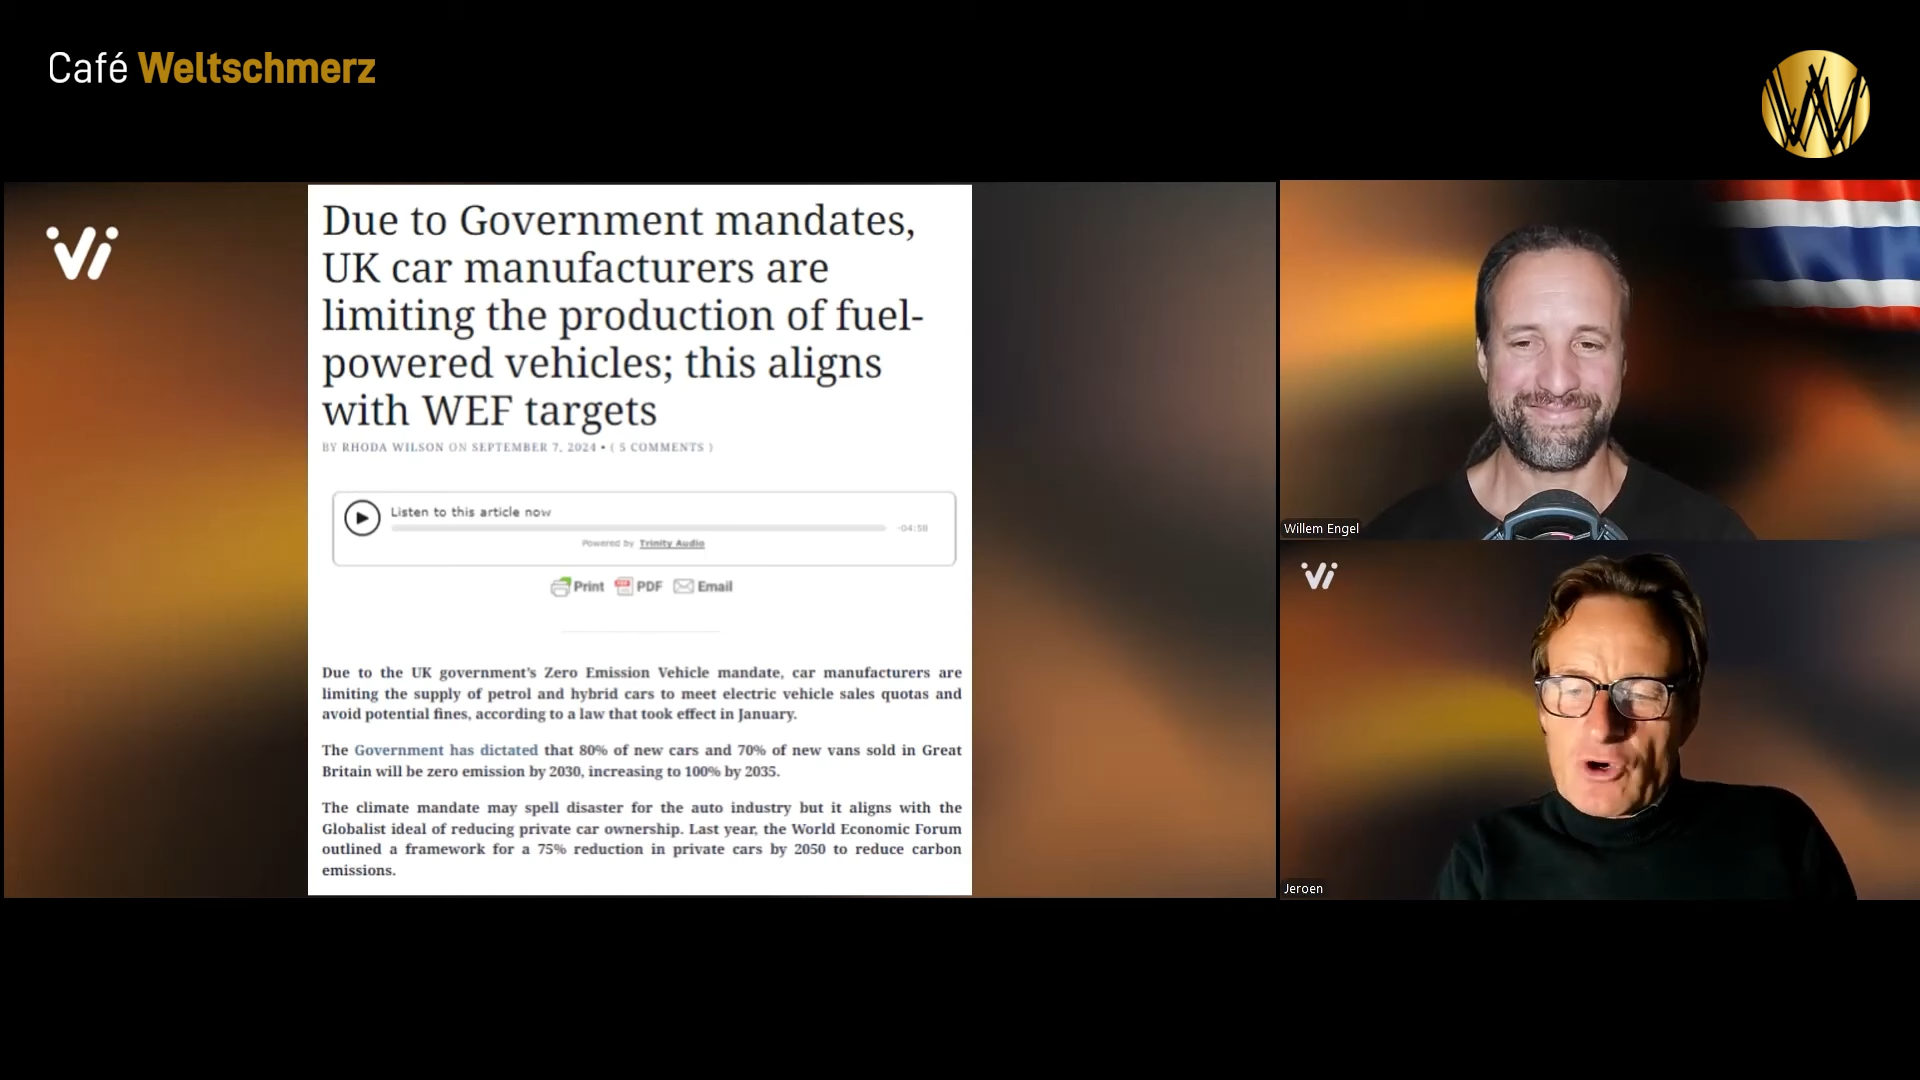 Café Weltschmerz
Due to Government mandates,
UK car manufacturers are
limiting the production of fuel-
powered vehicles; this aligns
with WEF targets
BY RHODA WILSON ON SEPTEMBER 7, 2024 • ( 5 COMMENTS )
Listen to this article now
-04:58
Powered by Trinity Audio
Print PDF Email
Due to the UK government's Zero Emission Vehicle mandate, car manufacturers are
limiting the supply of petrol and hybrid cars to meet electric vehicle sales quotas and
avoid potential fines, according to a law that took effect in January.
The Government has dictated that 80% of new cars and 70% of new vans sold in Great
Britain will be zero emission by 2030, increasing to 100% by 2035.
The climate mandate may spell disaster for the auto industry but it aligns with the
Globalist ideal of reducing private car ownership. Last year, the World Economic Forum
outlined a framework for a 75% reduction in private cars by 2050 to reduce carbon
emissions.
Willem Engel
Jeroen